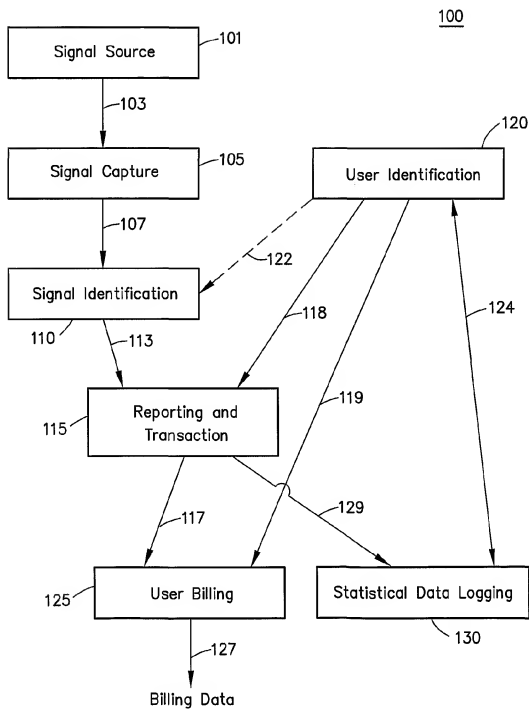 100
Signal Source
101
103
120
Signal Capture
105
User Identification
107
122
Signal Identification
110
113
118
124
119
Reporting and
Transaction
115
129
117
User Billing
125
Statistical Data Logging
130
127
Billing Data